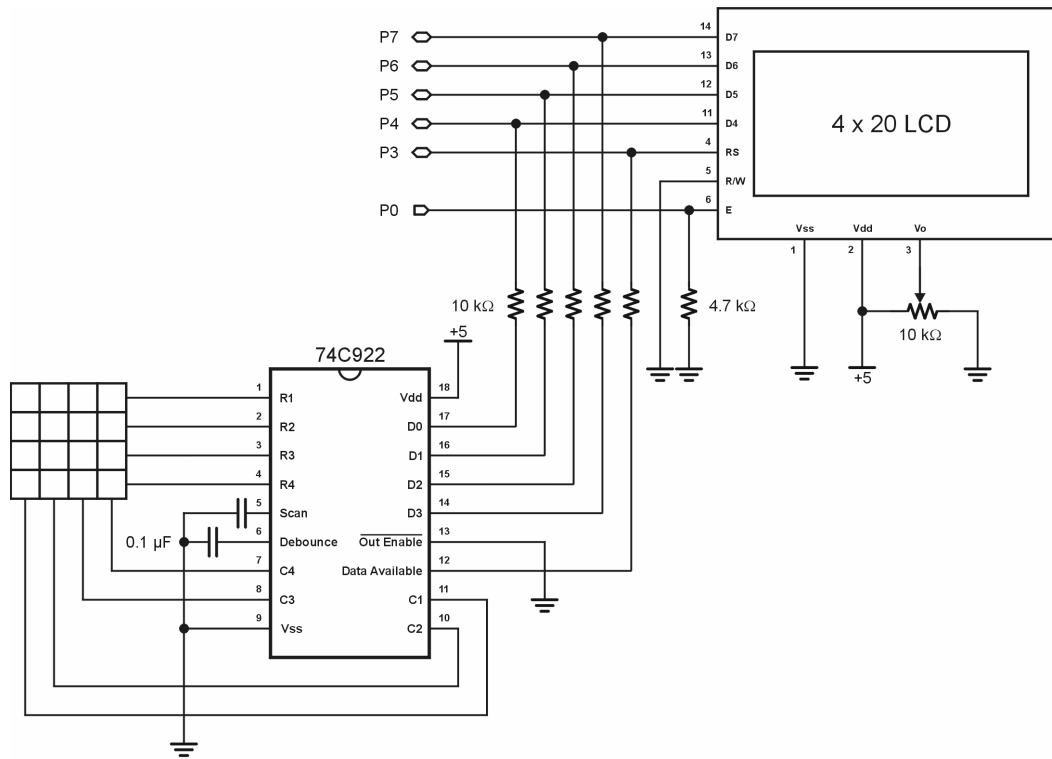 P7
14
D7
P6
13
D6
P5
12
D5
P4
11
D4
4 x 20 LCD
P3
4
RS
5
R/W
P0
6
E
Vss
Vdd
Vo
1
2
3
10 kΩ
4.7 kΩ
+5
10 kΩ
+5
74C922
1
R1
Vdd
18
2
R2
D0
17
3
R3
D1
16
4
R4
D2
15
5
Scan
D3
14
0.1 µF
6
Debounce
Out Enable
13
7
C4
Data Available
12
8
C3
C1
11
9
Vss
C2
10